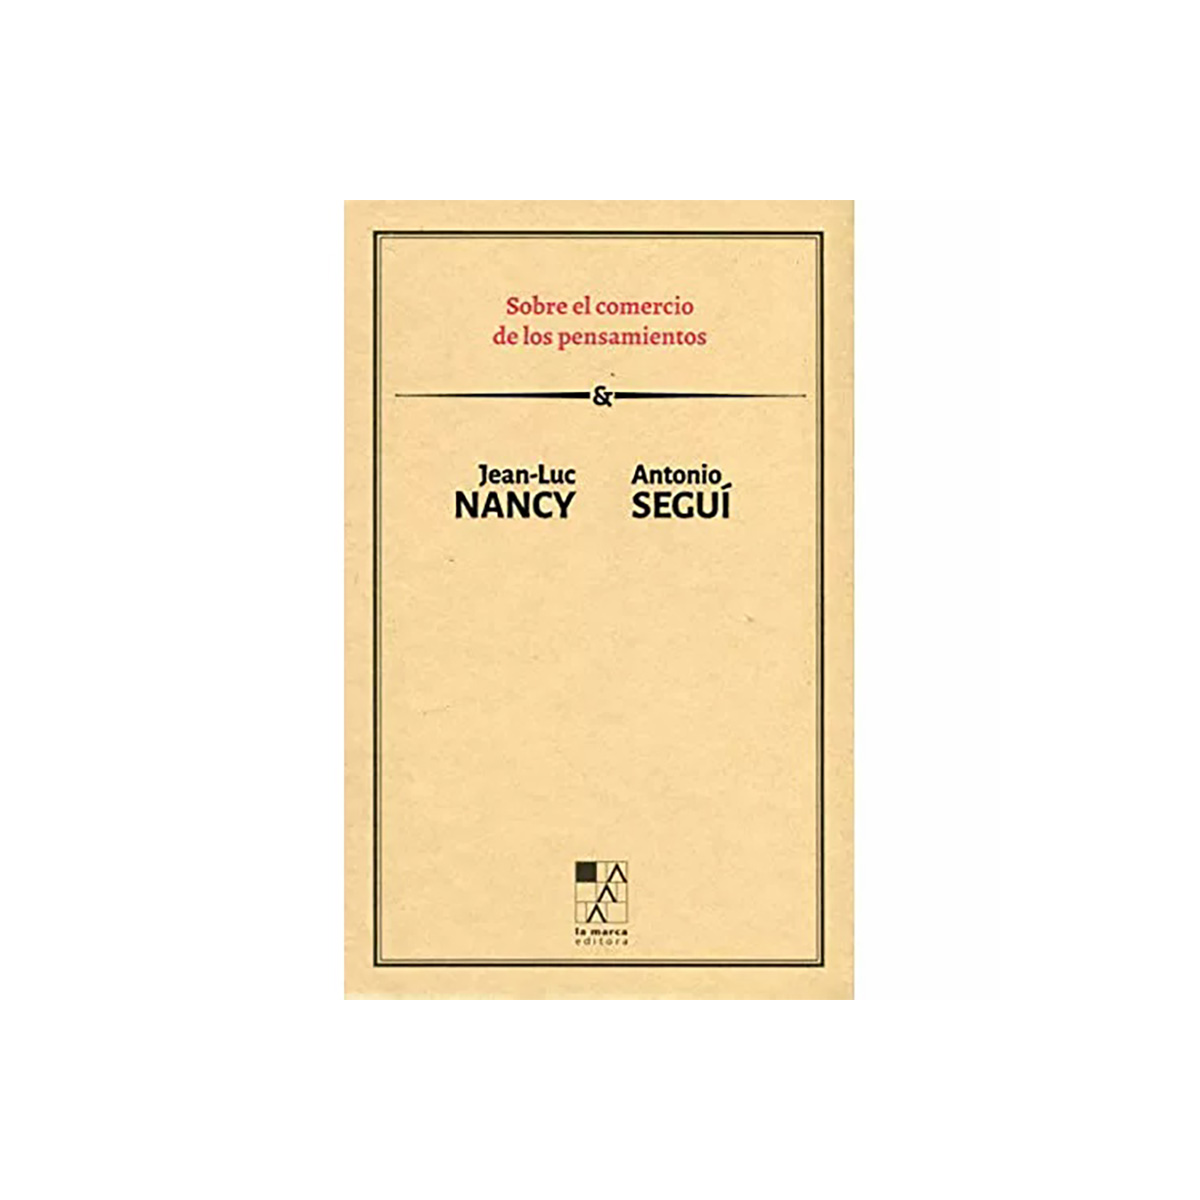 Sobre el comercio
de los pensamientos
&
Jean-Luc
NANCY
Antonio
SEGUÍ
la marca
editora